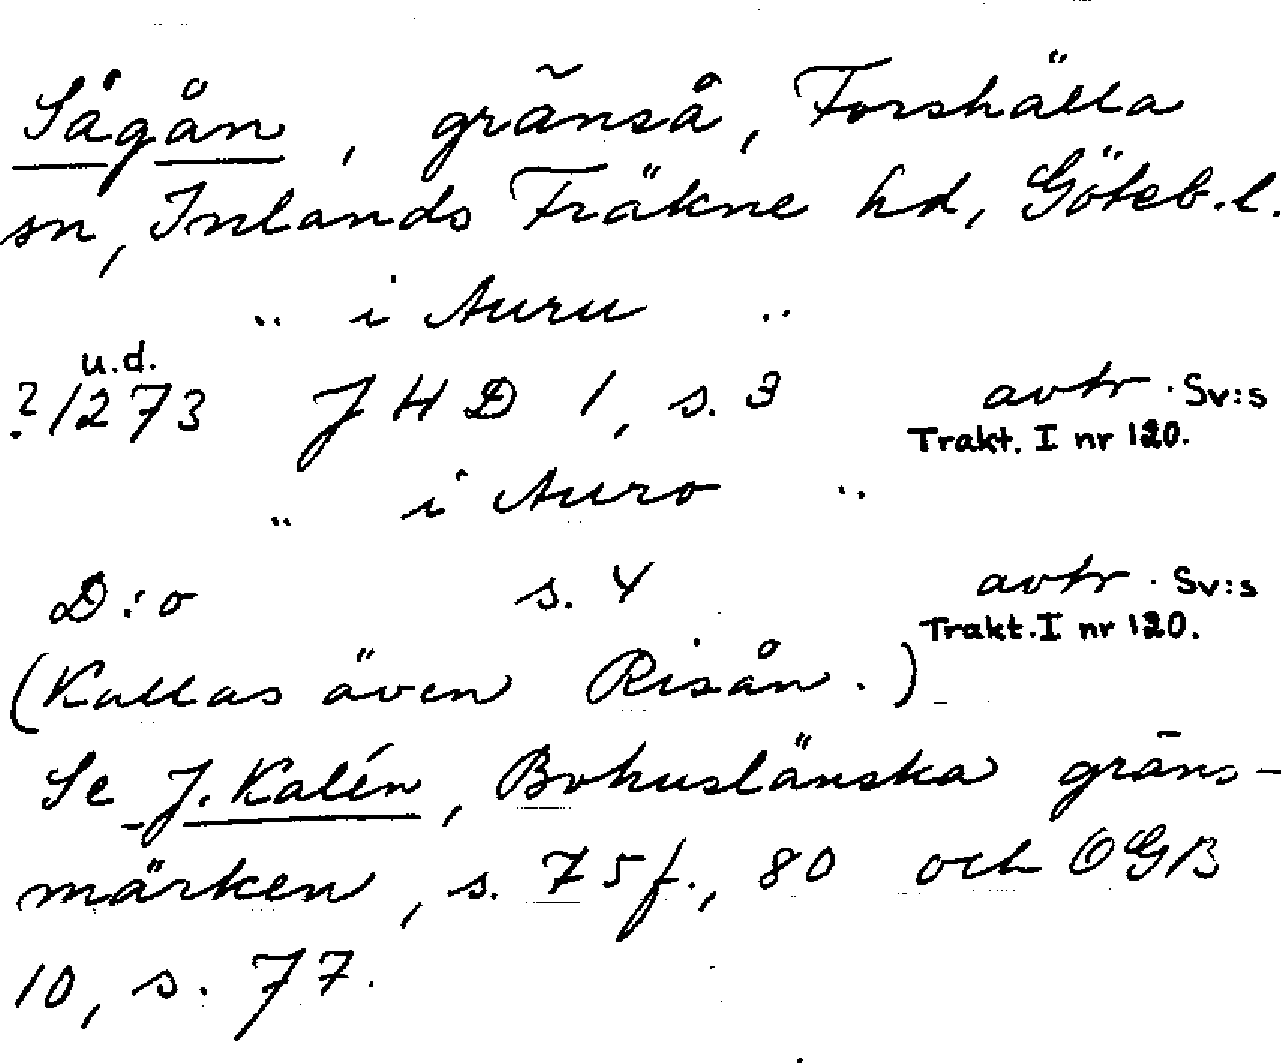 Sågån, gränså, Forshälla
sn, Inlands Fräkne hd, Göteb.l.
" i Auru "
u.d.
?1273 JHD 1, s. 3 avtr. Sv:s
Trakt. I nr 120.
" i Auro "
D:o s. 4 avtr. Sv:s
Trakt. I nr 120.
(Kallas även Risån.)
Se J. Kalén, Bohuslänska gräns-
märken, s. 75 f., 80 och OGB
10, s. 77.